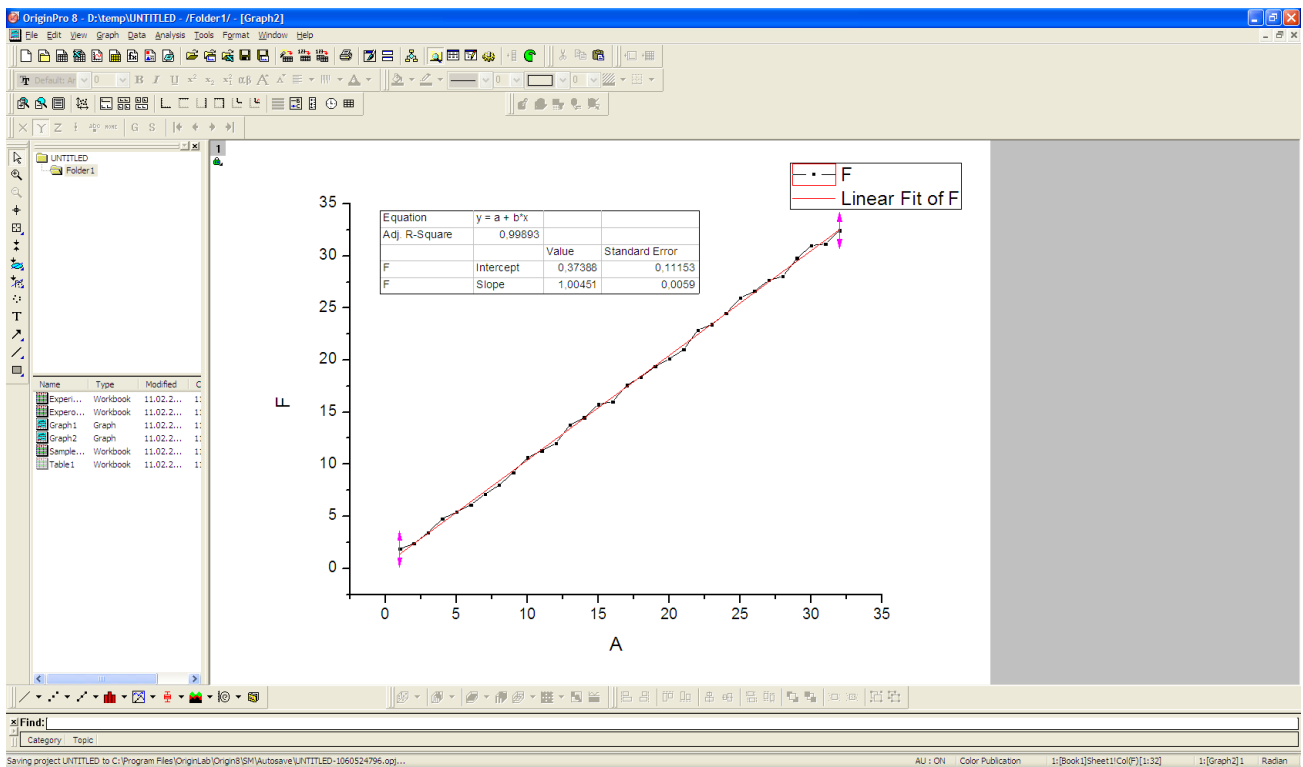 OriginPro 8 - D:\temp\UNTITLED - /Folder1/ - [Graph2]
File Edit View Graph Data Analysis Tools Format Window Help
Default: Ar 0 B I U
X Y Z G S
UNTITLED
Folder1
Name Type Modified C
Experi... Workbook 11.02.2...
Expero... Workbook 11.02.2...
Graph1 Graph 11.02.2...
Graph2 Graph 11.02.2...
Sample... Workbook 11.02.2...
Table1 Workbook 11.02.2...
1
F
Linear Fit of F
Equation y = a + b*x
Adj. R-Square 0,99893
Value Standard Error
F Intercept 0,37388 0,11153
F Slope 1,00451 0,0059
35
30
25
20
15
10
5
0
F
0 5 10 15 20 25 30 35
A
Find:
Category Topic
Saving project UNTITLED to C:\Program Files\OriginLab\Origin8\SM\Autosave\UNTITLED-1060524796.opj... AU : ON Color Publication 1:[Book1]Sheet1!Col(F)[1:32] 1:[Graph2]1 Radian